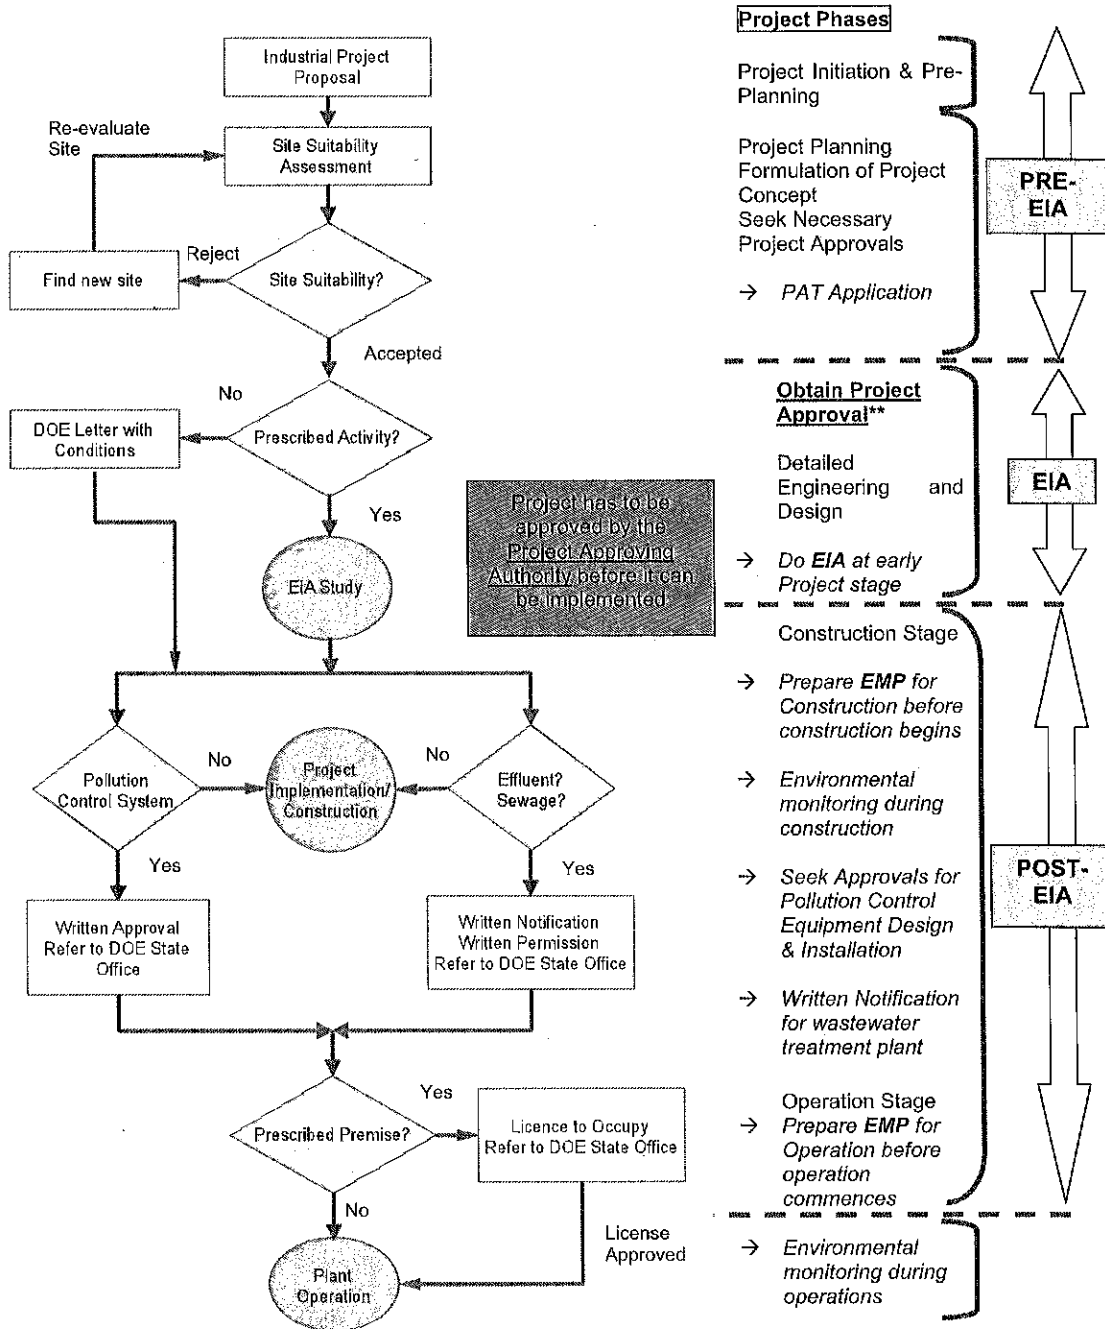 Industrial Project
Proposal
Re-evaluate
Site
Site Suitability
Assessment
Find new site
Reject
Site Suitability?
Accepted
No
DOE Letter with
Conditions
Prescribed Activity?
Yes
EIA Study
Project has to be
approved by the
Project Approving
Authority before it can
be implemented
Pollution
Control System
No
Project
Implementation/
Construction
No
Effluent?
Sewage?
Yes
Yes
Written Approval
Refer to DOE State
Office
Written Notification
Written Permission
Refer to DOE State Office
Prescribed Premise?
Yes
Licence to Occupy
Refer to DOE State Office
No
License
Approved
Plant
Operation
Project Phases
Project Initiation & Pre-
Planning
Project Planning
Formulation of Project
Concept
Seek Necessary
Project Approvals
→ PAT Application
PRE-
EIA
Obtain Project
Approval**
Detailed
Engineering and
Design
→ Do EIA at early
Project stage
EIA
Construction Stage
→ Prepare EMP for
Construction before
construction begins
→ Environmental
monitoring during
construction
→ Seek Approvals for
Pollution Control
Equipment Design
& Installation
→ Written Notification
for wastewater
treatment plant
Operation Stage
→ Prepare EMP for
Operation before
operation
commences
POST-
EIA
→ Environmental
monitoring during
operations